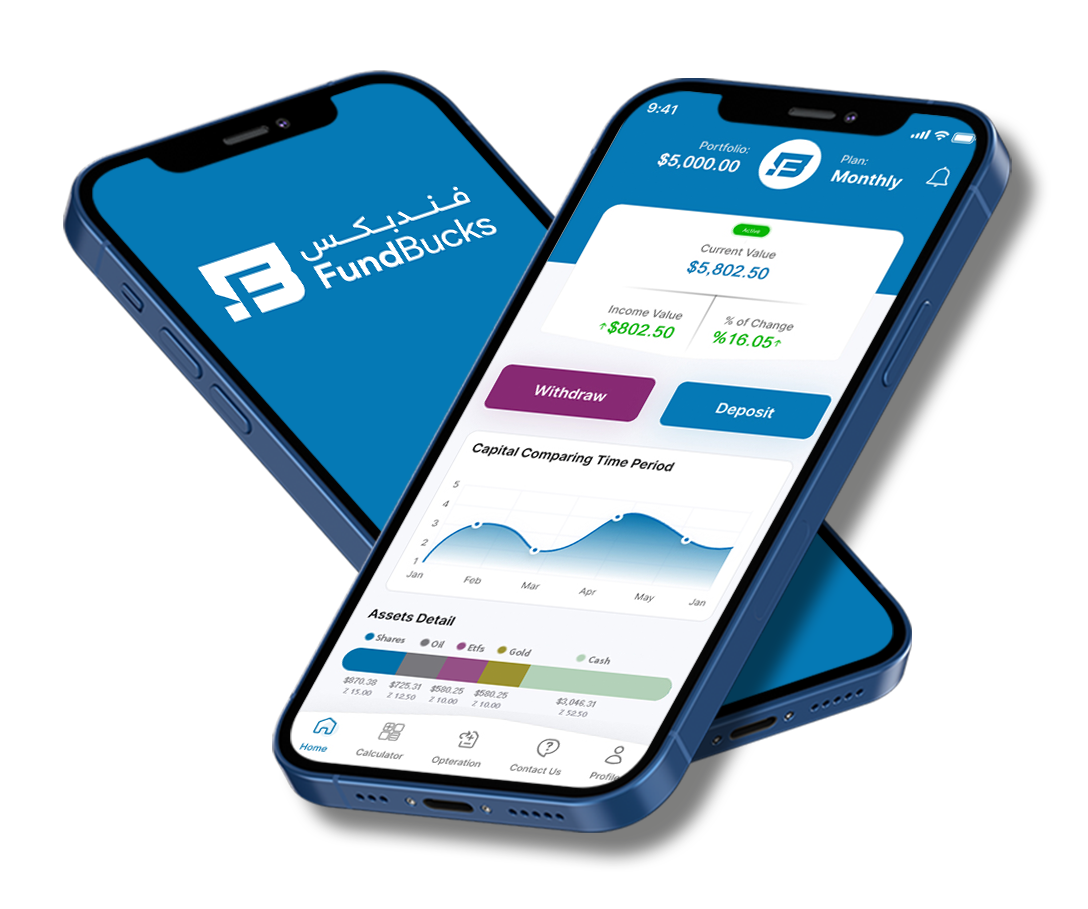 فندبكس
FundBucks
9:41
Portfolio:
$5,000.00
Plan:
Monthly
Active
Current Value
$5,802.50
Income Value
↑$802.50
% of Change
%16.05↑
Withdraw
Deposit
Capital Comparing Time Period
5
4
3
2
1
Jan Feb Mar Apr May Jan
Assets Detail
Shares Oil Etfs Gold Cash
$870.38 $725.31 $580.25 $580.25 $3,046.31
Z 15.00 Z 12.50 Z 10.00 Z 10.00 Z 52.50
Home Calculator Opteration Contact Us Profile